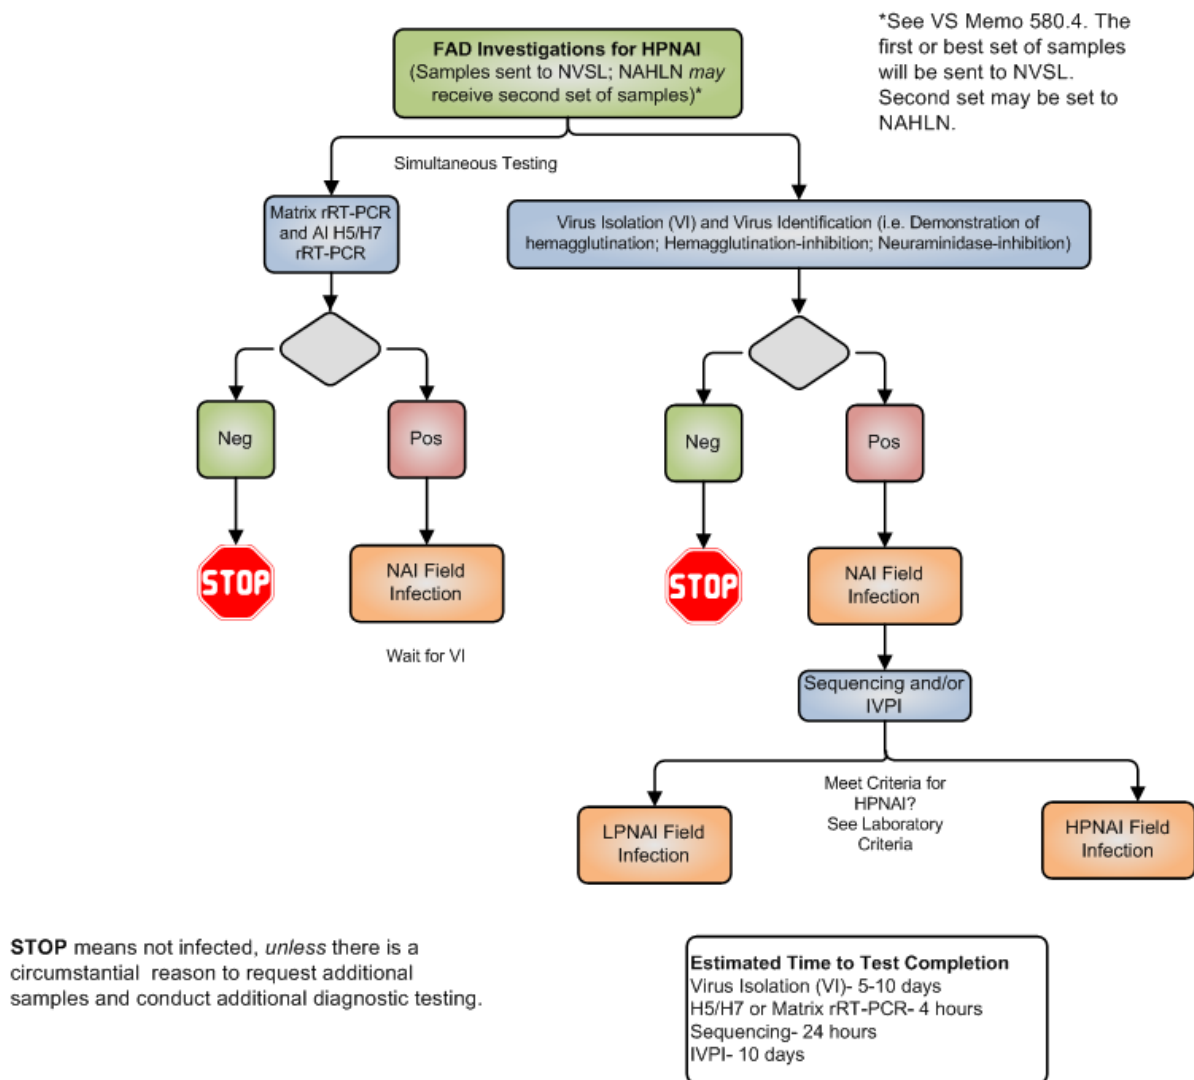 FAD Investigations for HPNAI
(Samples sent to NVSL; NAHLN may
receive second set of samples)*
*See VS Memo 580.4. The
first or best set of samples
will be sent to NVSL.
Second set may be set to
NAHLN.
Simultaneous Testing
Matrix rRT-PCR
and AI H5/H7
rRT-PCR
Virus Isolation (VI) and Virus Identification (i.e. Demonstration of
hemagglutination; Hemagglutination-inhibition; Neuraminidase-inhibition)
Neg
Pos
Neg
Pos
STOP
NAI Field
Infection
Wait for VI
STOP
NAI Field
Infection
Sequencing and/or
IVPI
Meet Criteria for
HPNAI?
See Laboratory
Criteria
LPNAI Field
Infection
HPNAI Field
Infection
STOP means not infected, unless there is a
circumstantial reason to request additional
samples and conduct additional diagnostic testing.
Estimated Time to Test Completion
Virus Isolation (VI)- 5-10 days
H5/H7 or Matrix rRT-PCR- 4 hours
Sequencing- 24 hours
IVPI- 10 days